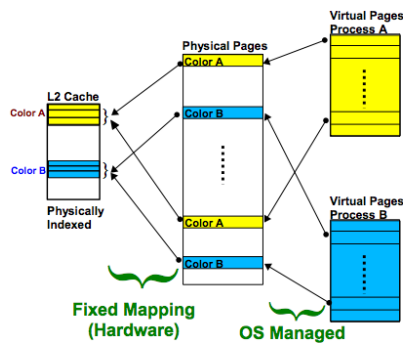 Virtual Pages
Process A
Physical Pages
Color A
L2 Cache
Color A
Color B
Color B
Physically
Indexed
Color A
Color B
Virtual Pages
Process B
Fixed Mapping
(Hardware)
OS Managed